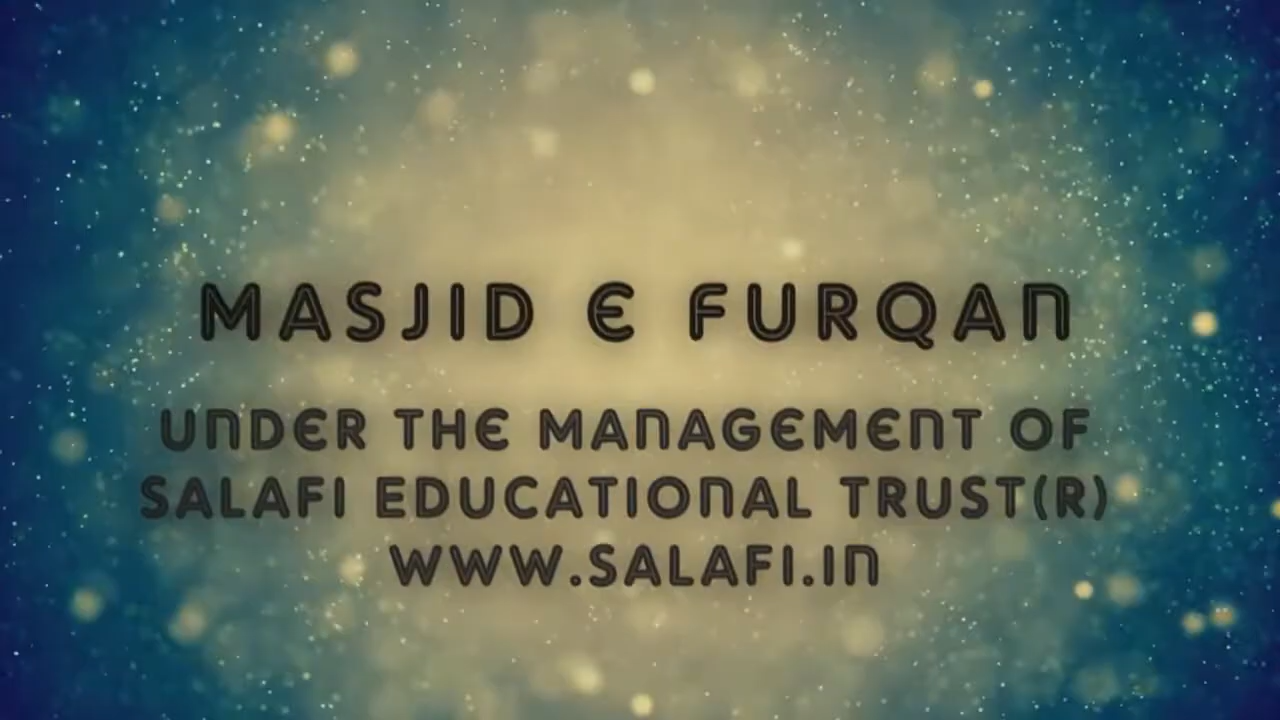 MASJID E FURQAN
UNDER THE MANAGEMENT OF
SALAFI EDUCATIONAL TRUST(R)
WWW.SALAFI.IN